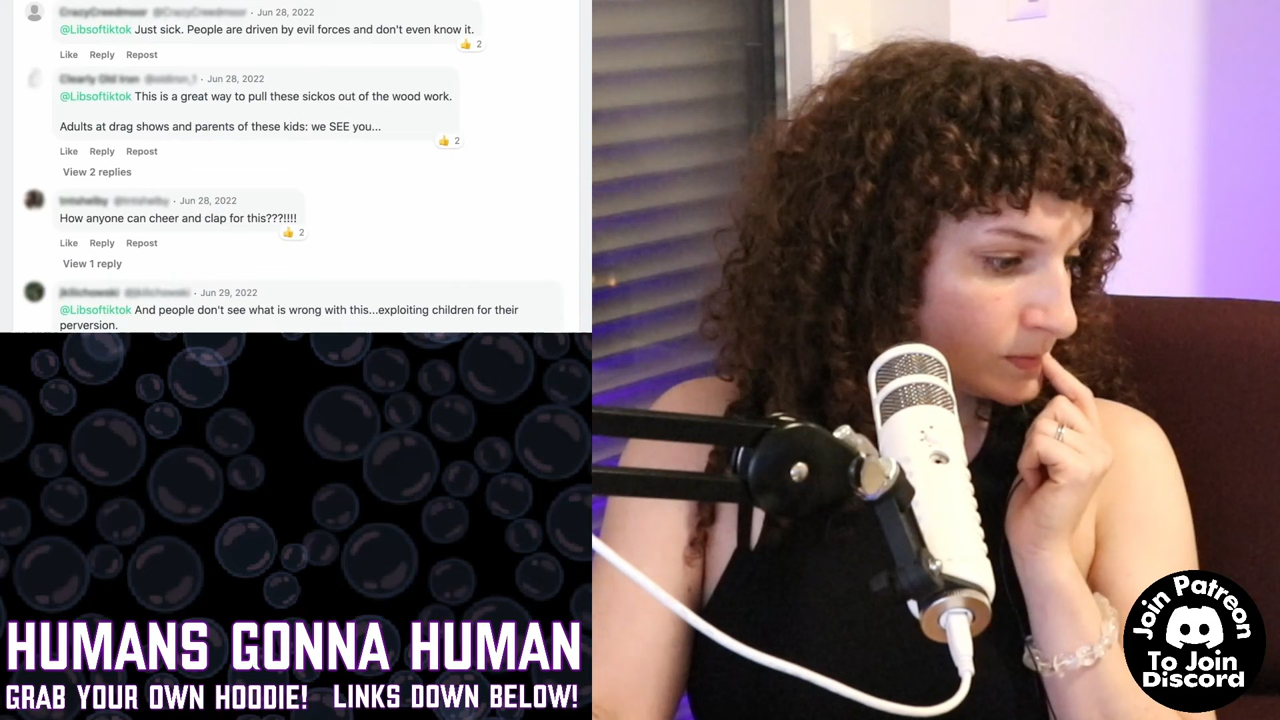 · Jun 28, 2022
@Libsoftiktok Just sick. People are driven by evil forces and don't even know it.
2
Like Reply Repost
· Jun 28, 2022
@Libsoftiktok This is a great way to pull these sickos out of the wood work.
Adults at drag shows and parents of these kids: we SEE you...
2
Like Reply Repost
View 2 replies
· Jun 28, 2022
How anyone can cheer and clap for this???!!!!
2
Like Reply Repost
View 1 reply
· Jun 29, 2022
@Libsoftiktok And people don't see what is wrong with this...exploiting children for their
perversion.
HUMANS GONNA HUMAN
GRAB YOUR OWN HOODIE! LINKS DOWN BELOW!
Join Patreon
To Join
Discord